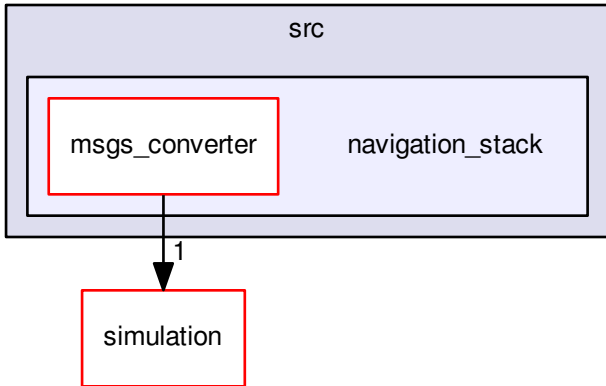 src
msgs_converter
navigation_stack
1
simulation